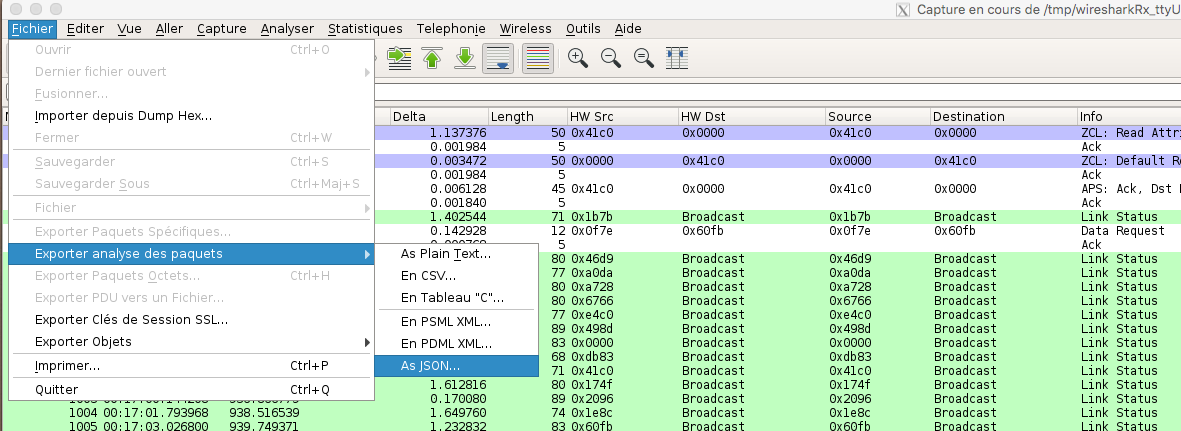 Capture en cours de /tmp/wiresharkRx_ttyU
Fichier Editer Vue Aller Capture Analyser Statistiques Telephonie Wireless Outils Aide
Ouvrir Ctrl+O
Dernier fichier ouvert
Fusionner...
Importer depuis Dump Hex...
Fermer Ctrl+W
Sauvegarder Ctrl+S
Sauvegarder Sous Ctrl+Maj+S
Fichier
Exporter Paquets Spécifiques...
Exporter analyse des paquets
Exporter Paquets Octets... Ctrl+H
Exporter PDU vers un Fichier...
Exporter Clés de Session SSL...
Exporter Objets
Imprimer... Ctrl+P
Quitter Ctrl+Q
As Plain Text...
En CSV...
En Tableau "C"...
En PSML XML...
En PDML XML...
As JSON...
Delta Length HW Src HW Dst Source Destination Info
1.137376 50 0x41c0 0x0000 0x41c0 0x0000 ZCL: Read Attri
0.001984 5 Ack
0.003472 50 0x0000 0x41c0 0x0000 0x41c0 ZCL: Default Re
0.001984 5 Ack
0.006128 45 0x41c0 0x0000 0x41c0 0x0000 APS: Ack, Dst
0.001840 5 Ack
1.402544 71 0x1b7b Broadcast 0x1b7b Broadcast Link Status
0.142928 12 0x0f7e 0x60fb 0x0f7e 0x60fb Data Request
5 Ack
80 0x46d9 Broadcast 0x46d9 Broadcast Link Status
77 0xa0da Broadcast 0xa0da Broadcast Link Status
80 0xa728 Broadcast 0xa728 Broadcast Link Status
80 0x6766 Broadcast 0x6766 Broadcast Link Status
77 0xe4c0 Broadcast 0xe4c0 Broadcast Link Status
89 0x498d Broadcast 0x498d Broadcast Link Status
83 0x0000 Broadcast 0x0000 Broadcast Link Status
68 0xdb83 Broadcast 0xdb83 Broadcast Link Status
71 0x41c0 Broadcast 0x41c0 Broadcast Link Status
1.612816 80 0x174f Broadcast 0x174f Broadcast Link Status
0.170080 89 0x2096 Broadcast 0x2096 Broadcast Link Status
1004 00:17:01.793968 938.516539 1.649760 74 0x1e8c Broadcast 0x1e8c Broadcast Link Status
1005 00:17:03.026800 939.749371 1.232832 83 0x60fb Broadcast 0x60fb Broadcast Link Status